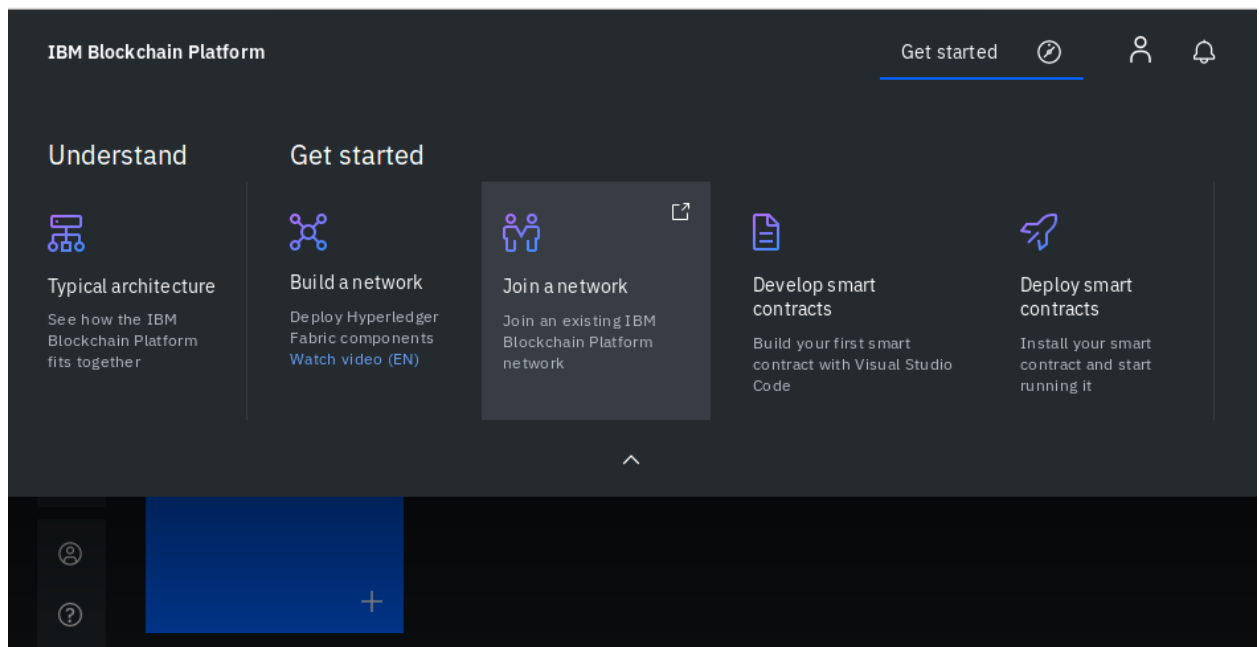 IBM Blockchain Platform
Get started
Understand
Get started
Typical architecture
See how the IBM
Blockchain Platform
fits together
Build a network
Deploy Hyperledger
Fabric components
Watch video (EN)
Join a network
Join an existing IBM
Blockchain Platform
network
Develop smart
contracts
Build your first smart
contract with Visual Studio
Code
Deploy smart
contracts
Install your smart
contract and start
running it